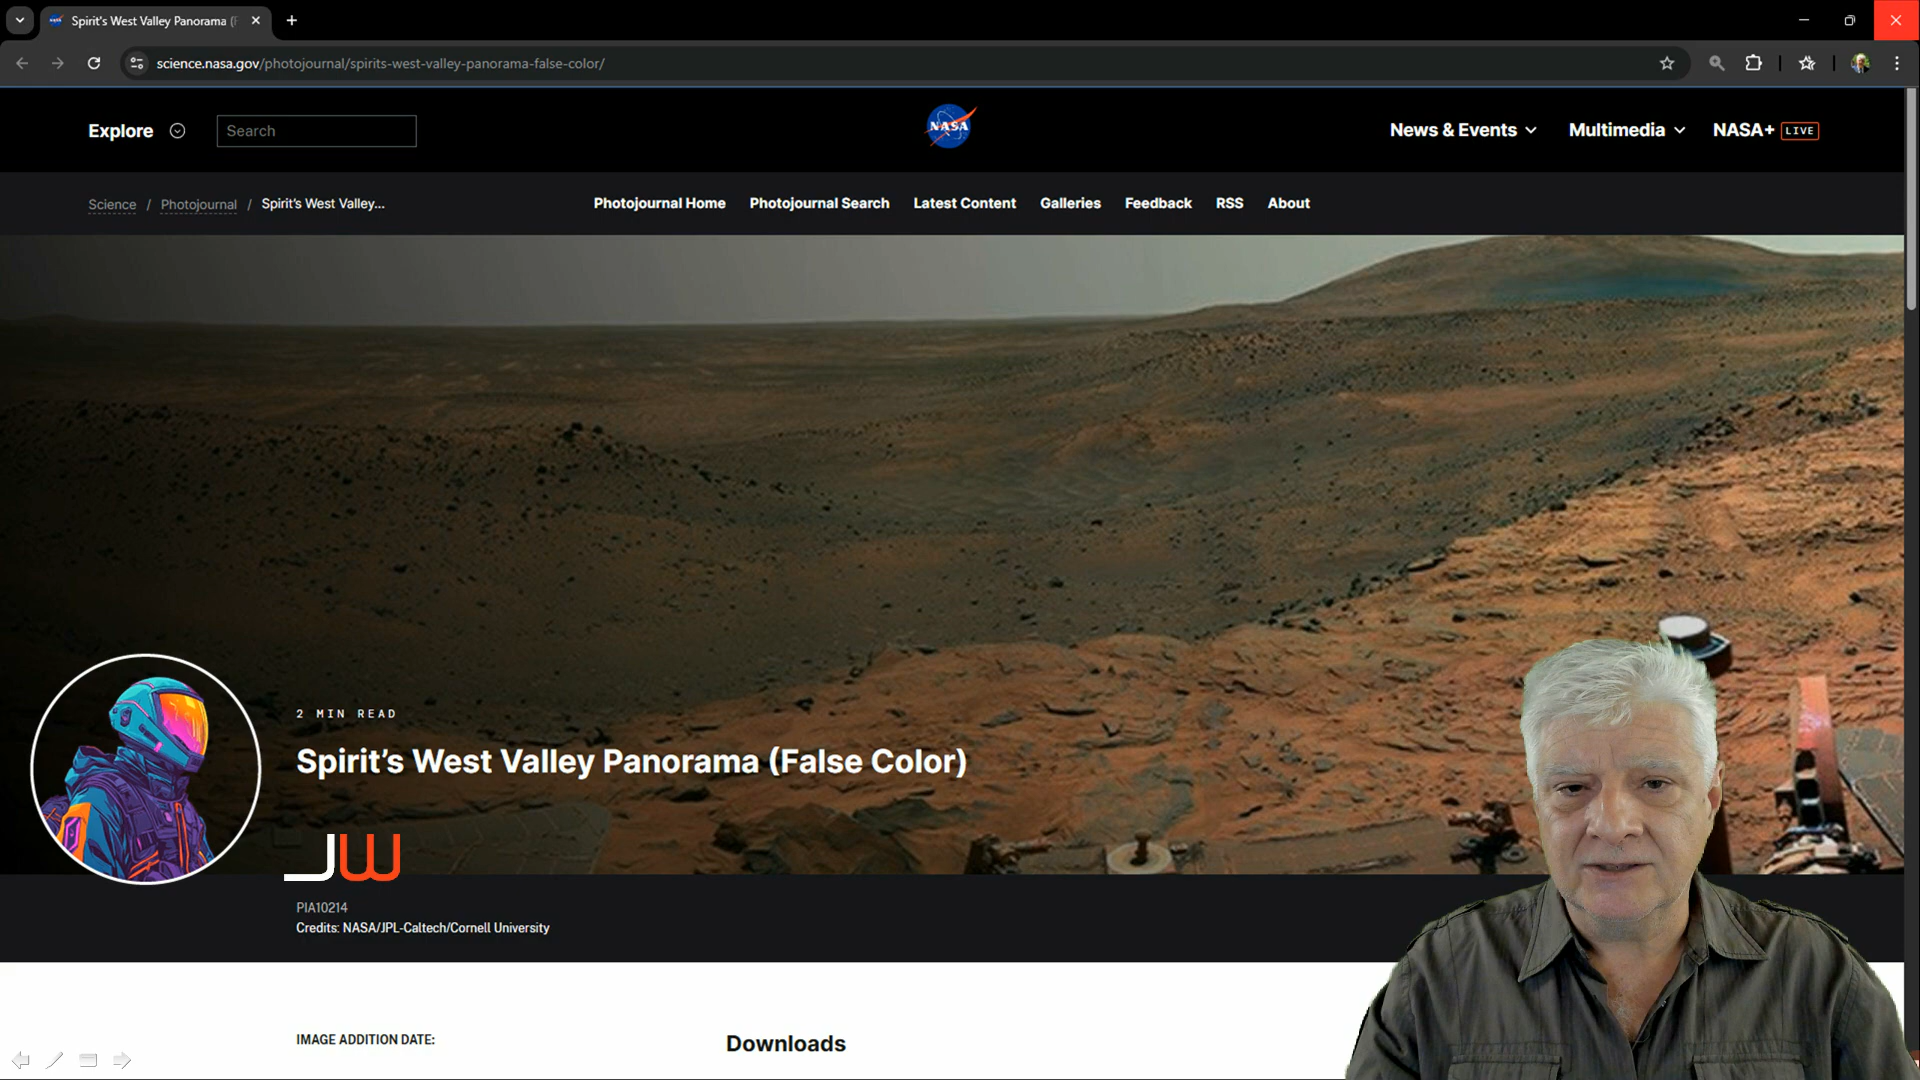 Spirit's West Valley Panorama (F
science.nasa.gov/photojournal/spirits-west-valley-panorama-false-color/
Explore
Search
NASA
News & Events
Multimedia
NASA+ LIVE
Science / Photojournal / Spirit's West Valley...
Photojournal Home
Photojournal Search
Latest Content
Galleries
Feedback
RSS
About
2 MIN READ
Spirit's West Valley Panorama (False Color)
JW
PIA10214
Credits: NASA/JPL-Caltech/Cornell University
IMAGE ADDITION DATE:
Downloads